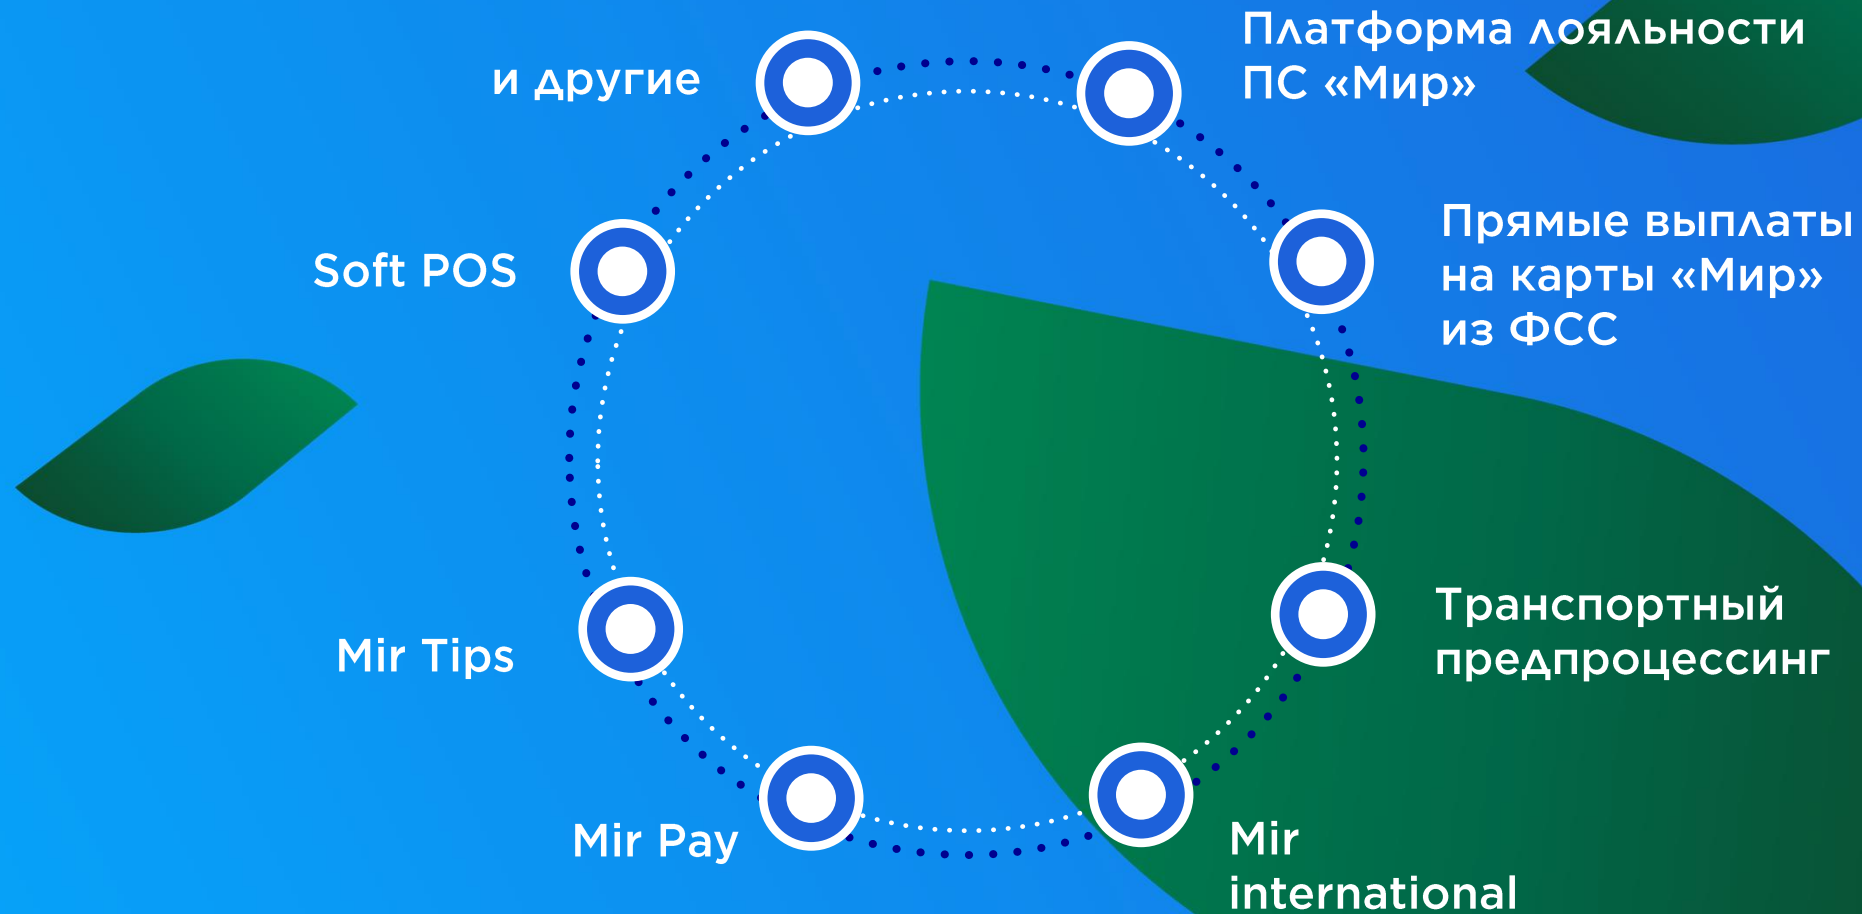 Платформа лояльности
ПС «Мир»
Прямые выплаты
на карты «Мир»
из ФСС
Транспортный
предпроцессинг
Mir
international
Mir Pay
Mir Tips
Soft POS
и другие